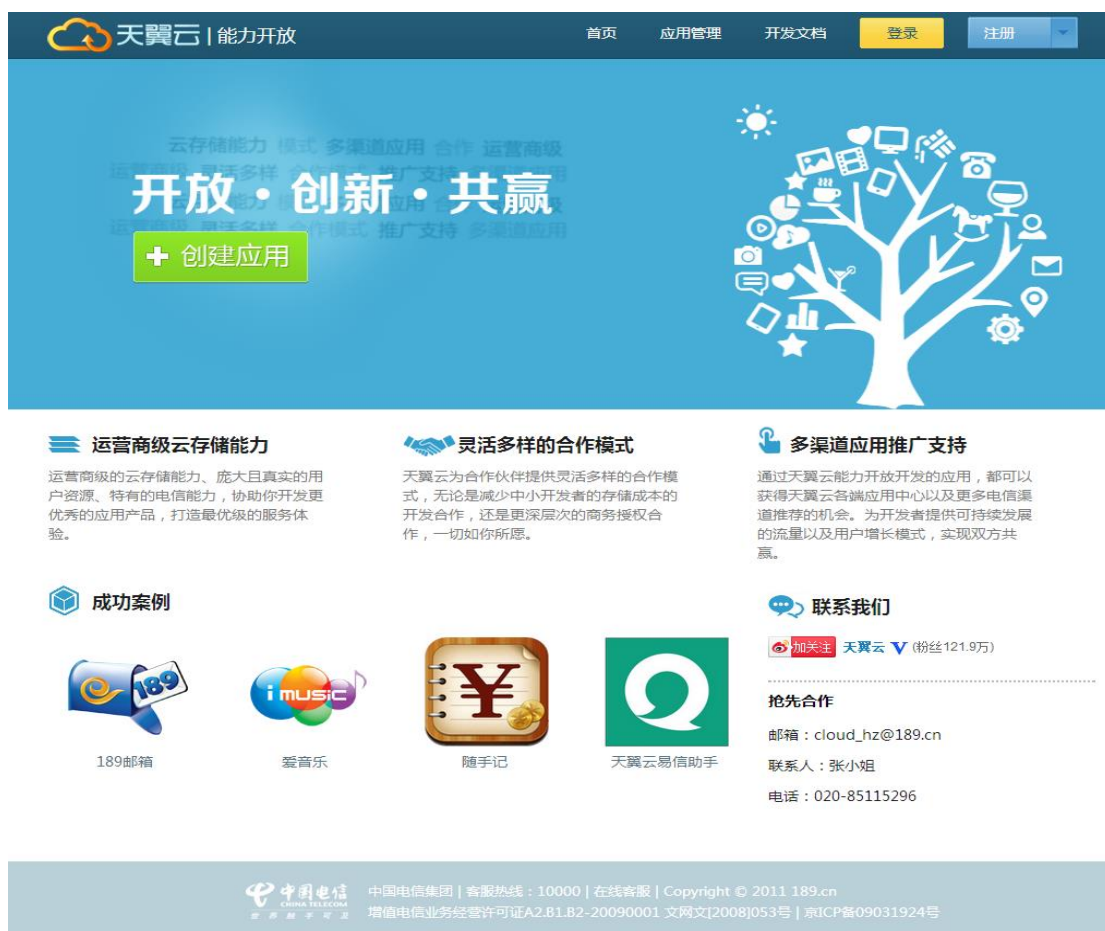 天翼云 | 能力开放
首页 应用管理 开发文档 登录 注册
云存储能力 模式 多渠道应用 合作 运营商级
开放·创新·共赢
推广支持
创建应用
运营商级云存储能力
运营商级的云存储能力、庞大且真实的用
户资源、特有的电信能力，协助你开发更
优秀的应用产品，打造最优级的服务体
验。
灵活多样的合作模式
天翼云为合作伙伴提供灵活多样的合作模
式，无论是减少中小开发者的存储成本的
开发合作，还是更深层次的商务授权合
作，一切如你所愿。
多渠道应用推广支持
通过天翼云能力开放开发的应用，都可以
获得天翼云各端应用中心以及更多电信渠
道推荐的机会。为开发者提供可持续发展
的流量以及用户增长模式，实现双方共
赢。
成功案例
189
189邮箱
i music
爱音乐
随手记
天翼云易信助手
联系我们
加关注 天翼云 V (粉丝121.9万)
抢先合作
邮箱：cloud_hz@189.cn
联系人：张小姐
电话：020-85115296
中国电信
CHINA TELECOM
世界触手可及
中国电信集团 | 客服热线：10000 | 在线客服 | Copyright © 2011 189.cn
增值电信业务经营许可证A2.B1.B2-20090001 文网文[2008]053号 | 京ICP备09031924号